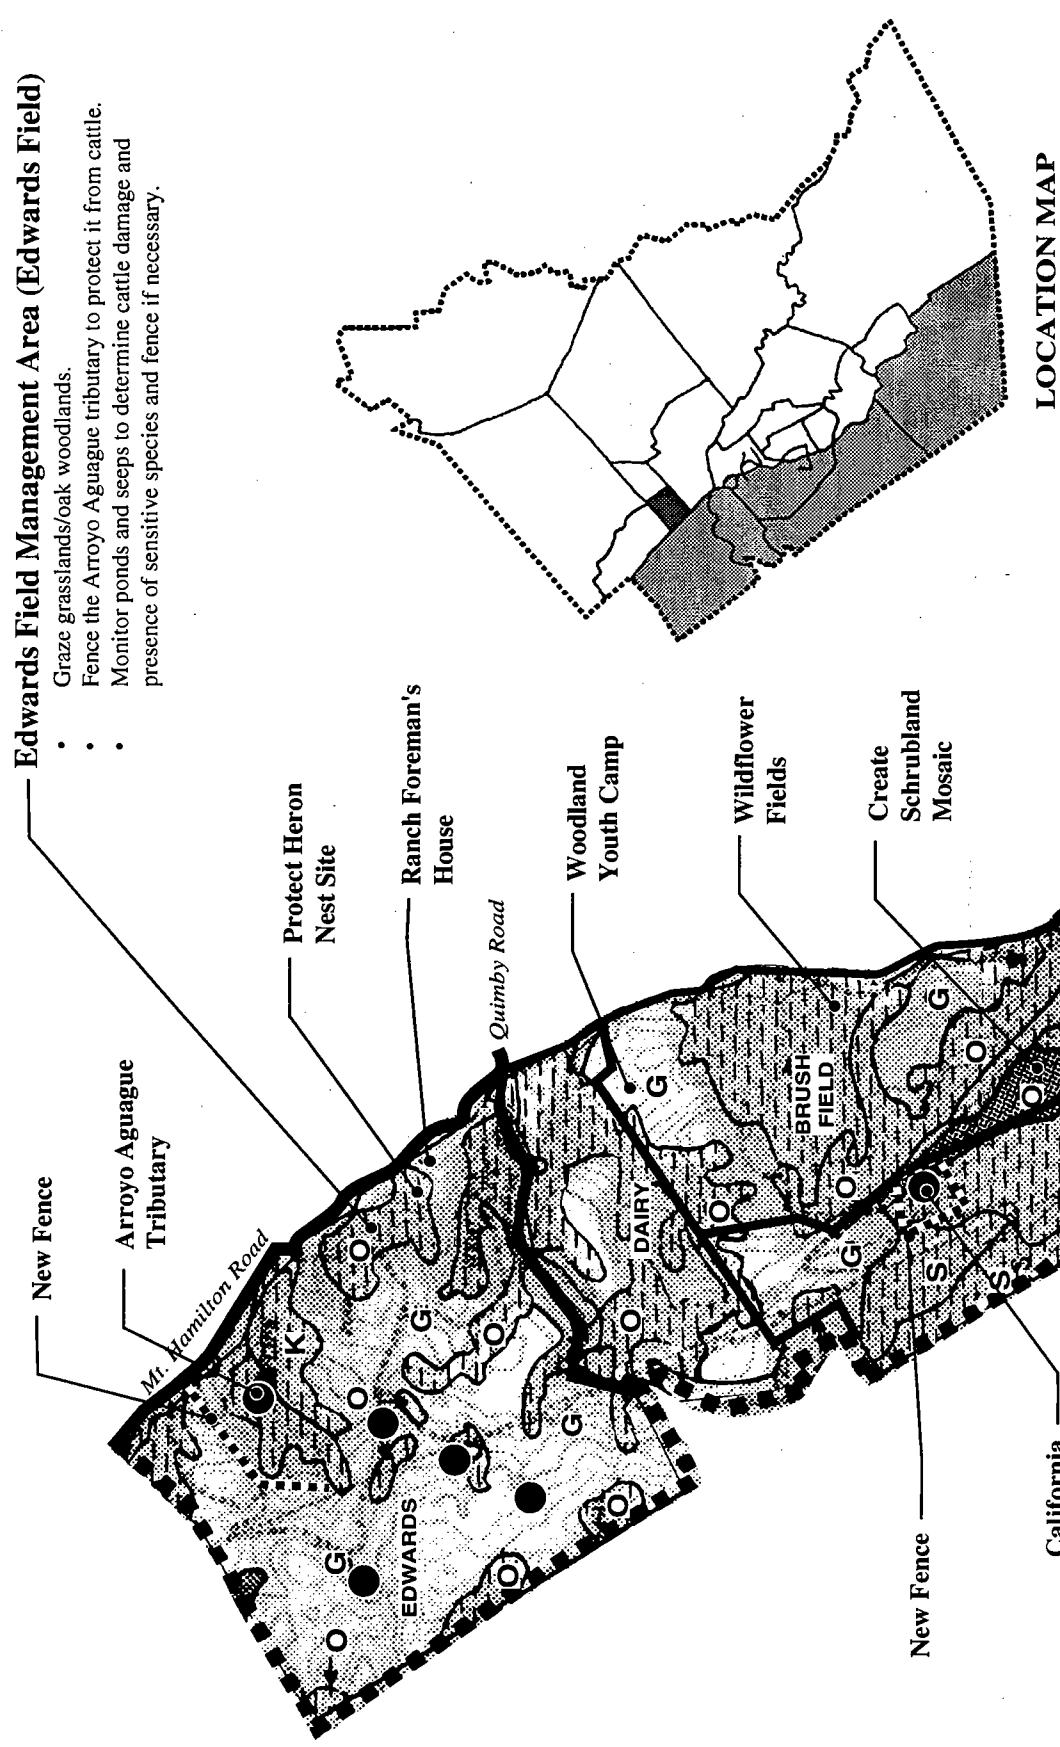 Edwards Field Management Area (Edwards Field)
• Graze grasslands/oak woodlands.
• Fence the Arroyo Aguague tributary to protect it from cattle.
• Monitor ponds and seeps to determine cattle damage and
presence of sensitive species and fence if necessary.
New Fence
Arroyo Aguague
Tributary
Mt. Hamilton Road
Protect Heron
Nest Site
Ranch Foreman's
House
Quimby Road
Woodland
Youth Camp
Wildflower
Fields
Create
Schrubland
Mosaic
LOCATION MAP
K
O
O
G
O
G
O
G
EDWARDS
O
O
G
DAIRY
O
G
O
BRUSH
FIELD
O
G
G
O
O
S
S
S
New Fence
California